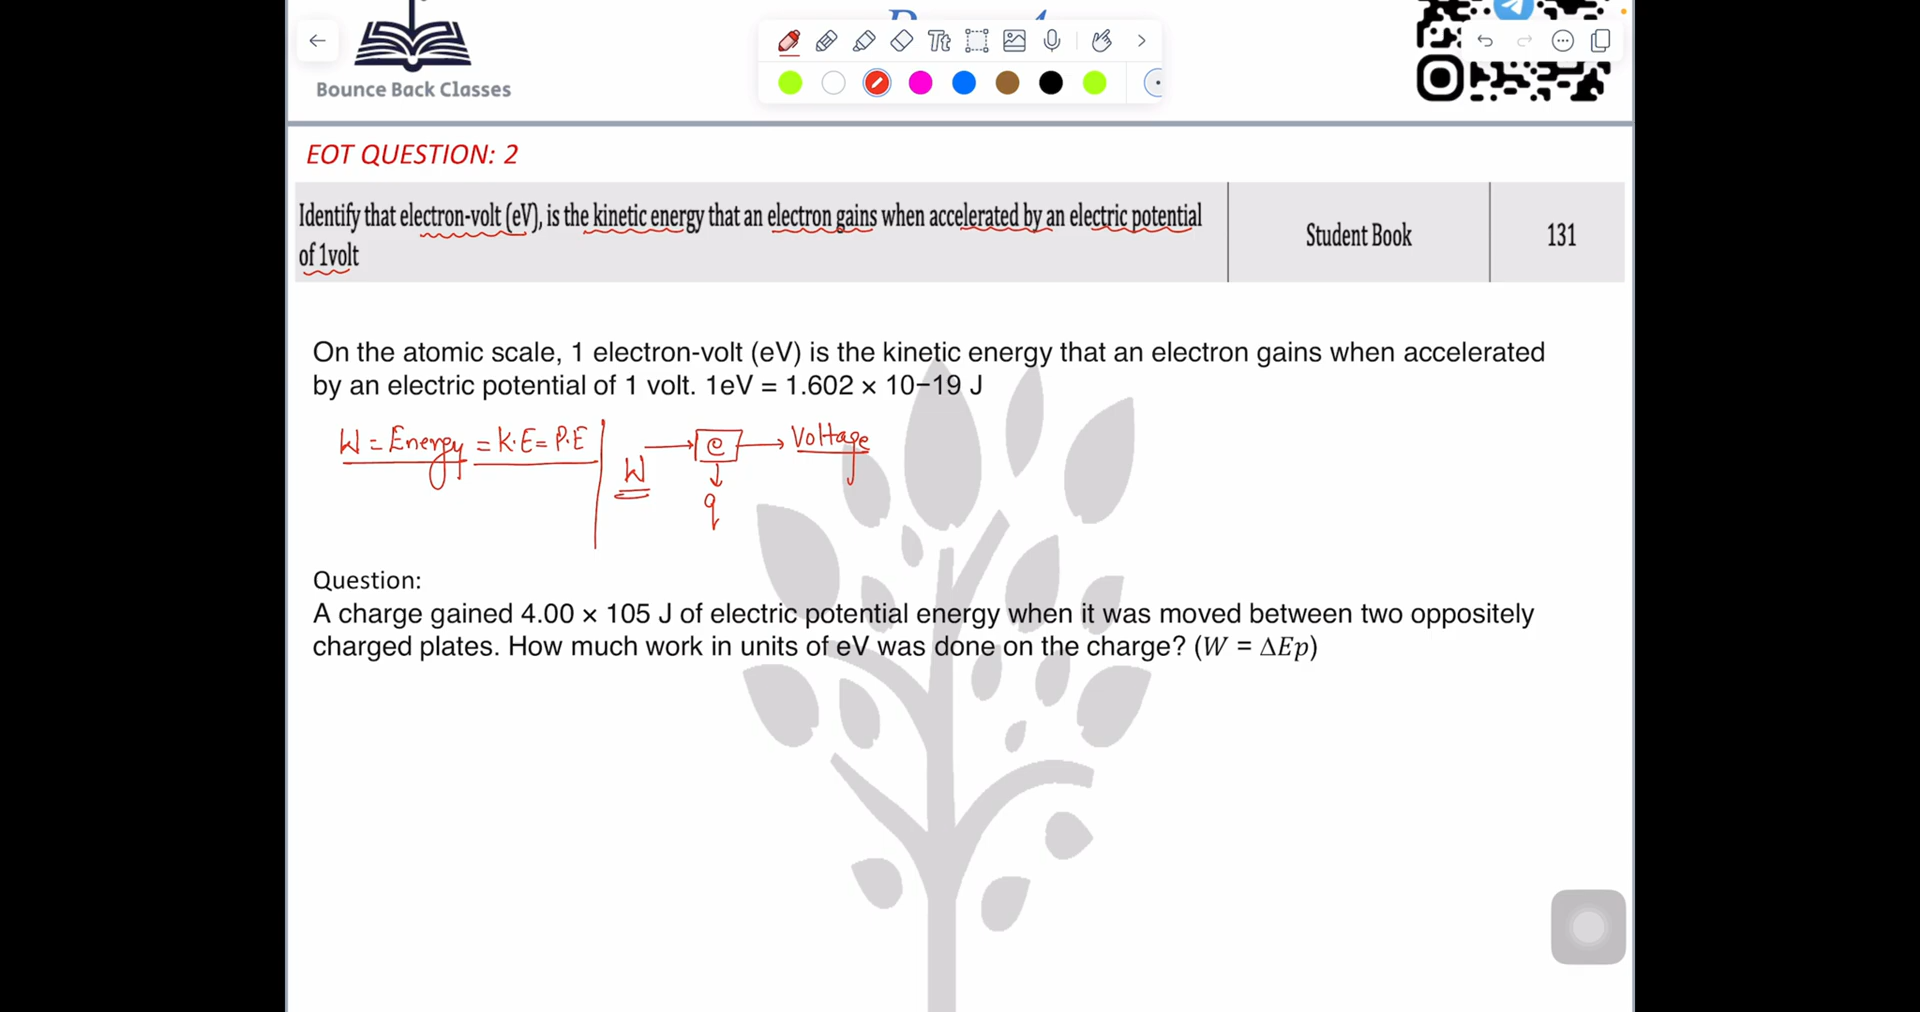 Bounce Back Classes
Tt
EOT QUESTION: 2
Identify that electron-volt (eV), is the kinetic energy that an electron gains when accelerated by an electric potential
of 1volt
Student Book
131
On the atomic scale, 1 electron-volt (eV) is the kinetic energy that an electron gains when accelerated
by an electric potential of 1 volt. 1eV = 1.602 × 10−19 J
W = Energy = K.E = P.E
W
e
Voltage
q
Question:
A charge gained 4.00 × 105 J of electric potential energy when it was moved between two oppositely
charged plates. How much work in units of eV was done on the charge? (W = ΔEp)